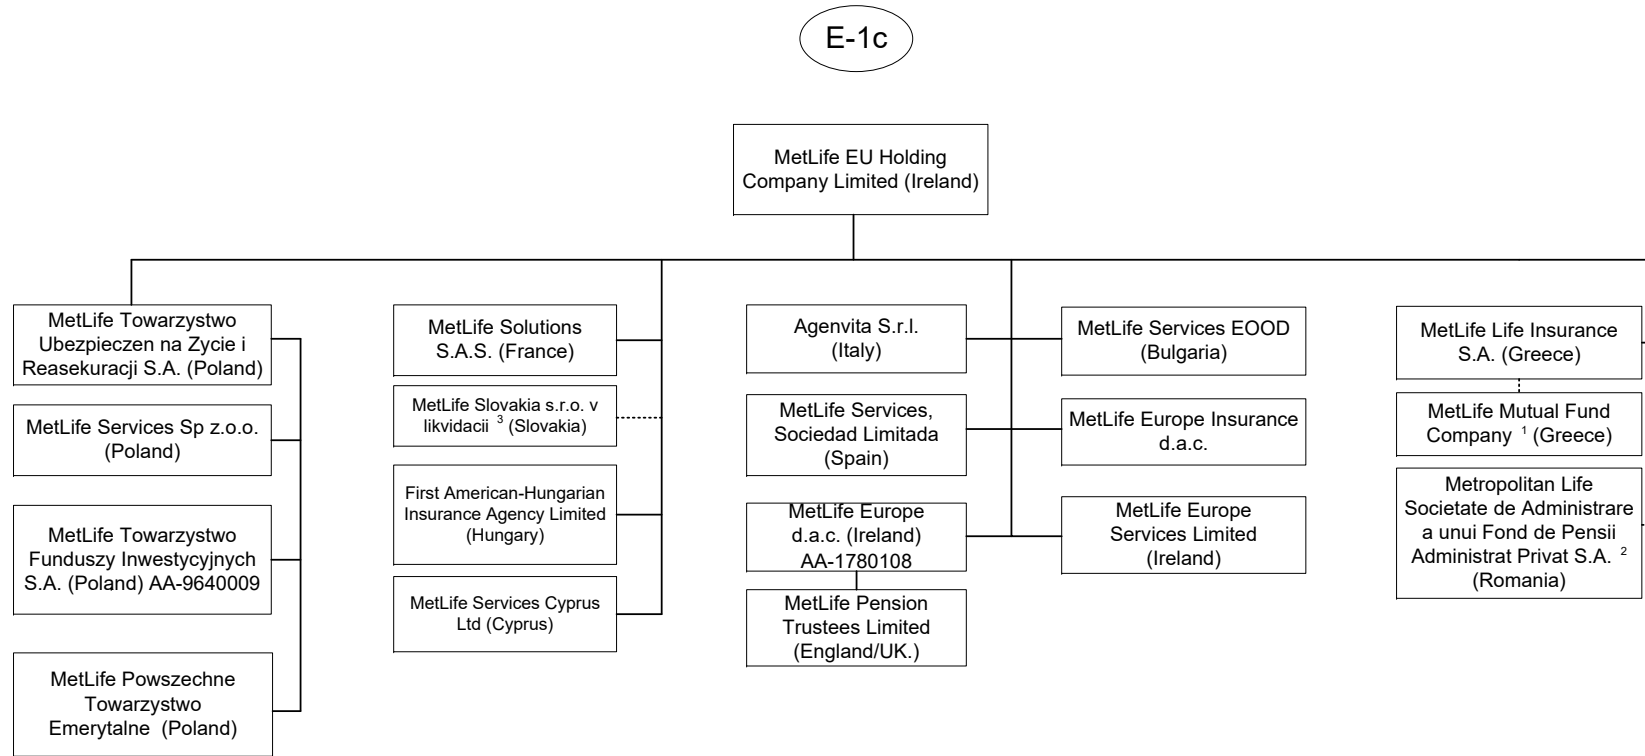 E-1c
MetLife EU Holding
Company Limited (Ireland)
MetLife Towarzystwo
Ubezpieczen na Zycie i
Reasekuracji S.A. (Poland)
MetLife Services Sp z.o.o.
(Poland)
MetLife Towarzystwo
Funduszy Inwestycyjnych
S.A. (Poland) AA-9640009
MetLife Powszechne
Towarzystwo
Emerytalne (Poland)
MetLife Solutions
S.A.S. (France)
MetLife Slovakia s.r.o. v
likvidacii 3 (Slovakia)
First American-Hungarian
Insurance Agency Limited
(Hungary)
MetLife Services Cyprus
Ltd (Cyprus)
Agenvita S.r.l.
(Italy)
MetLife Services,
Sociedad Limitada
(Spain)
MetLife Europe
d.a.c. (Ireland)
AA-1780108
MetLife Pension
Trustees Limited
(England/UK.)
MetLife Services EOOD
(Bulgaria)
MetLife Europe Insurance
d.a.c.
MetLife Europe
Services Limited
(Ireland)
MetLife Life Insurance
S.A. (Greece)
MetLife Mutual Fund
Company 1 (Greece)
Metropolitan Life
Societate de Administrare
a unui Fond de Pensii
Administrat Privat S.A. 2
(Romania)